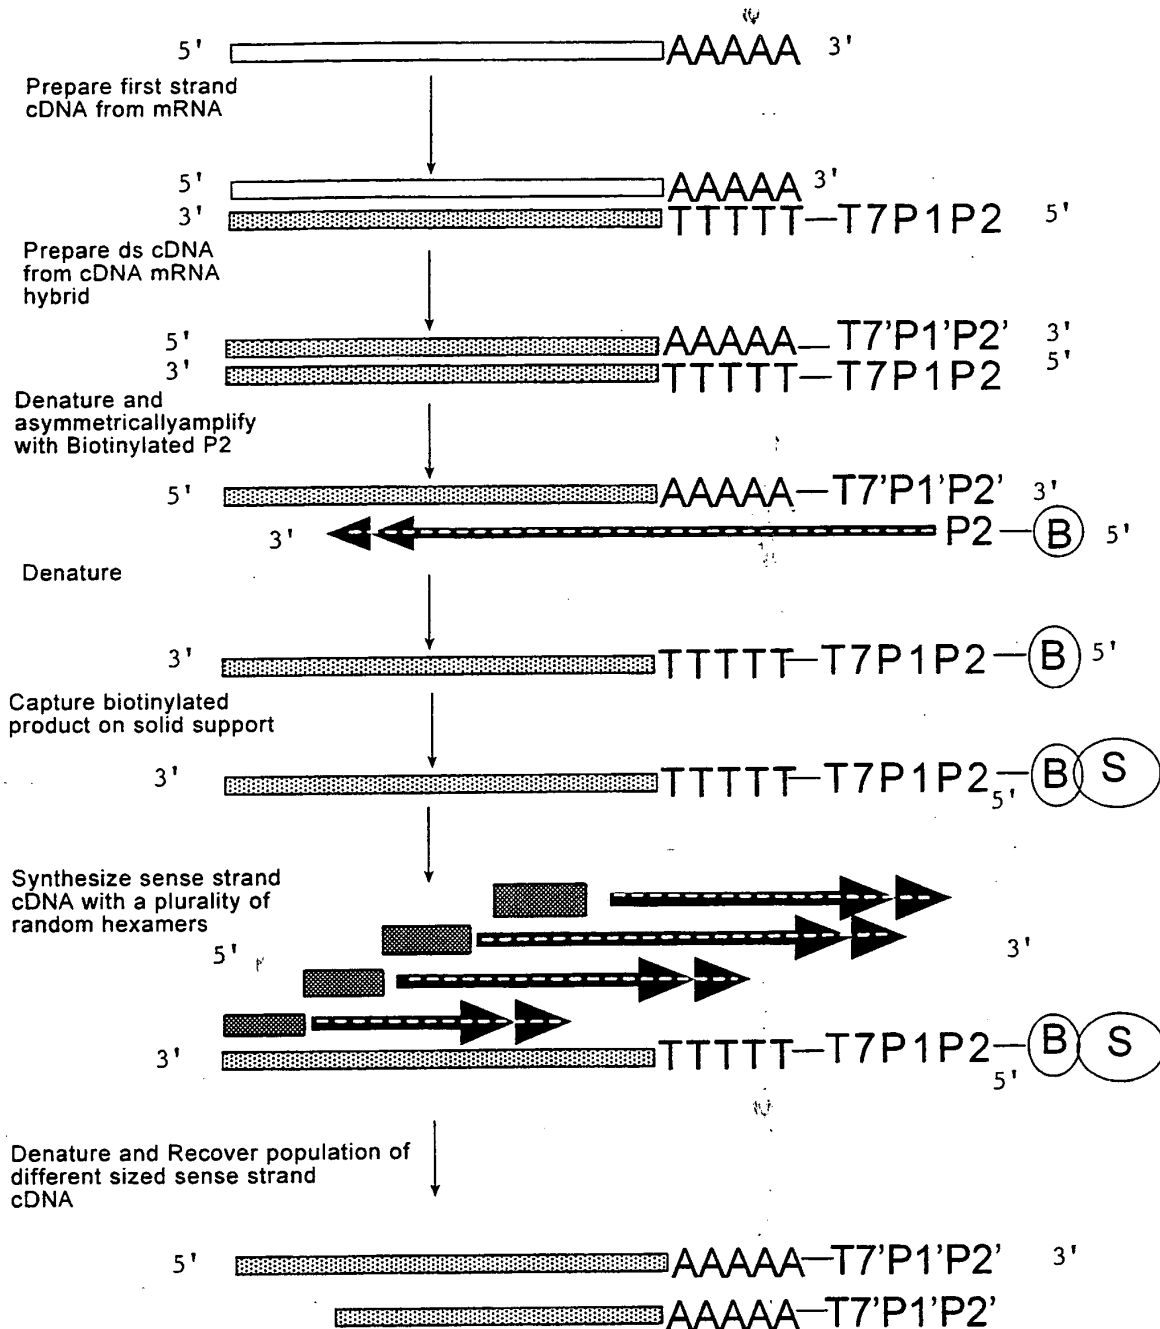 5' AAAAA 3'
Prepare first strand
cDNA from mRNA
5' AAAAA 3'
3' TTTTT—T7P1P2 5'
Prepare ds cDNA
from cDNA mRNA
hybrid
5' AAAAA— T7'P1'P2' 3'
3' TTTTT—T7P1P2 5'
Denature and
asymmetricallyamplify
with Biotinylated P2
5' AAAAA—T7'P1'P2' 3'
3' P2—B 5'
Denature
3' TTTTT—T7P1P2—B 5'
Capture biotinylated
product on solid support
3' TTTTT—T7P1P2—B S
5'
Synthesize sense strand
cDNA with a plurality of
random hexamers
5' 3'
3' TTTTT—T7P1P2—B S
5'
Denature and Recover population of
different sized sense strand
cDNA
5' AAAAA—T7'P1'P2' 3'
AAAAA—T7'P1'P2'